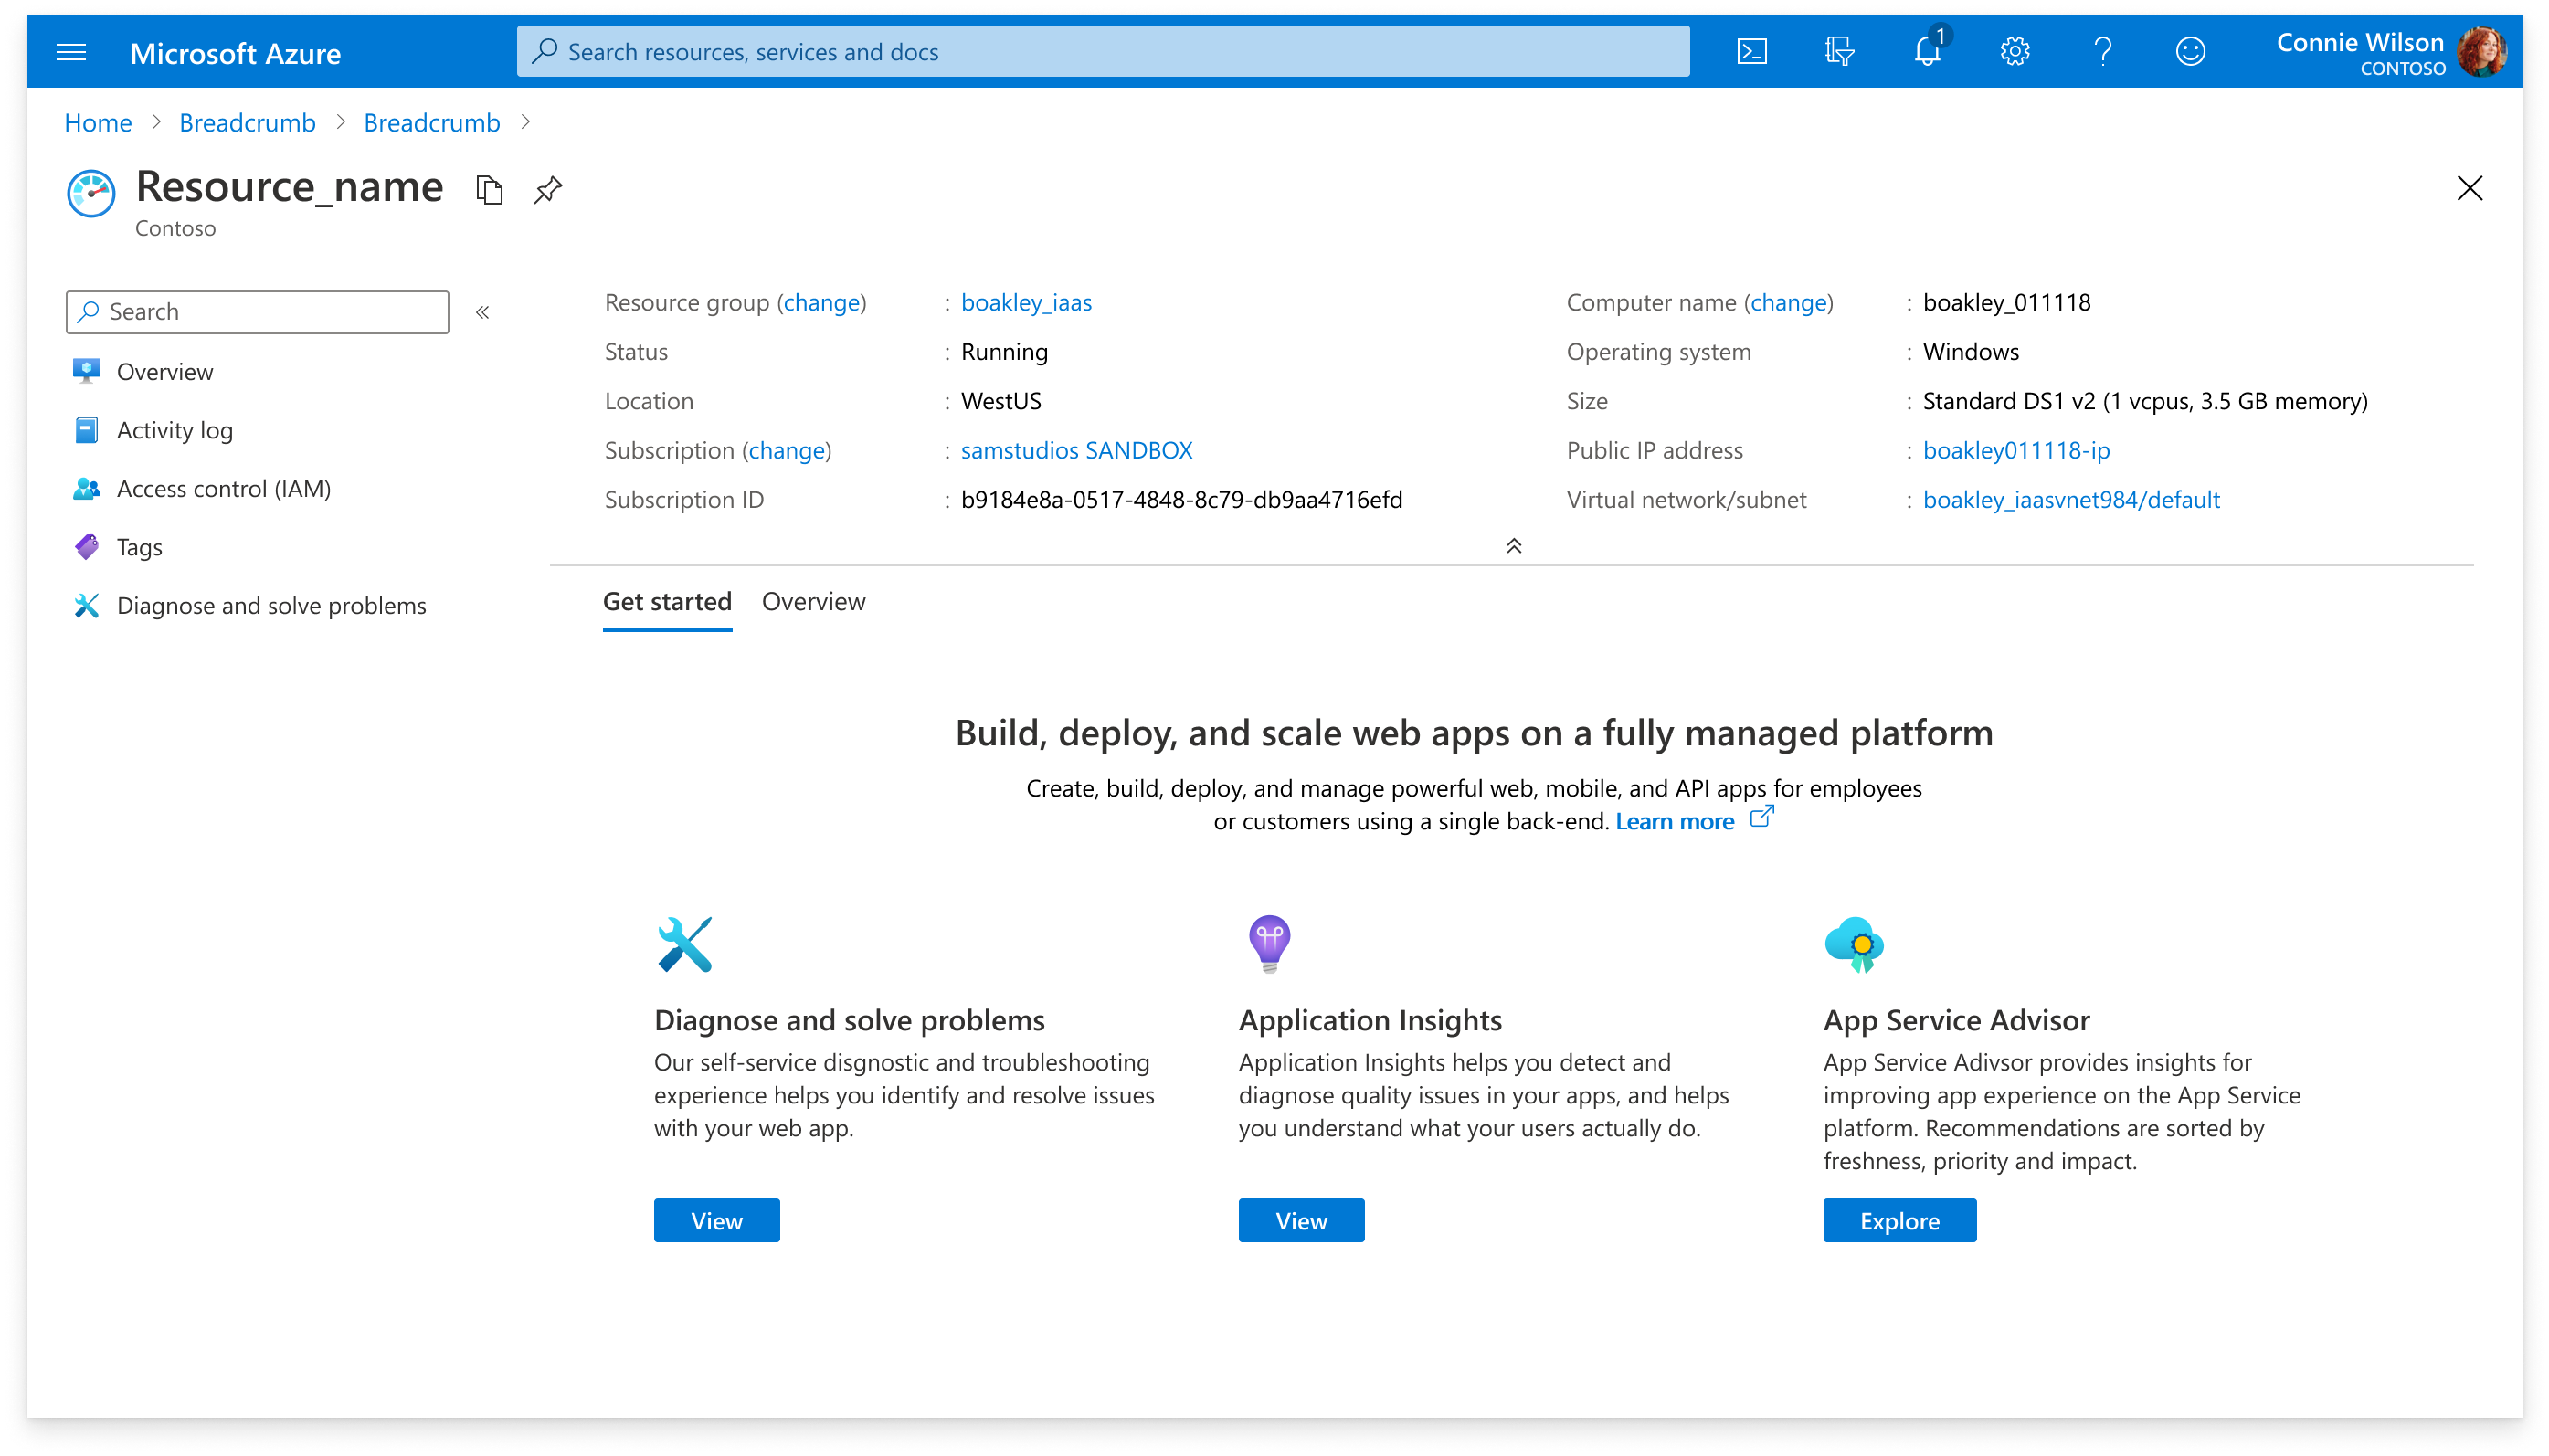 Microsoft Azure
Search resources, services and docs
1
Connie Wilson
CONTOSO
Home > Breadcrumb > Breadcrumb >
Resource_name
Contoso
Search
«
Overview
Activity log
Access control (IAM)
Tags
Diagnose and solve problems
Resource group (change) : boakley_iaas
Status : Running
Location : WestUS
Subscription (change) : samstudios SANDBOX
Subscription ID : b9184e8a-0517-4848-8c79-db9aa4716efd
Computer name (change) : boakley_011118
Operating system : Windows
Size : Standard DS1 v2 (1 vcpus, 3.5 GB memory)
Public IP address : boakley011118-ip
Virtual network/subnet : boakley_iaasvnet984/default
Get started Overview
Build, deploy, and scale web apps on a fully managed platform
Create, build, deploy, and manage powerful web, mobile, and API apps for employees
or customers using a single back-end. Learn more
Diagnose and solve problems
Our self-service disgnostic and troubleshooting
experience helps you identify and resolve issues
with your web app.
View
Application Insights
Application Insights helps you detect and
diagnose quality issues in your apps, and helps
you understand what your users actually do.
View
App Service Advisor
App Service Adivsor provides insights for
improving app experience on the App Service
platform. Recommendations are sorted by
freshness, priority and impact.
Explore